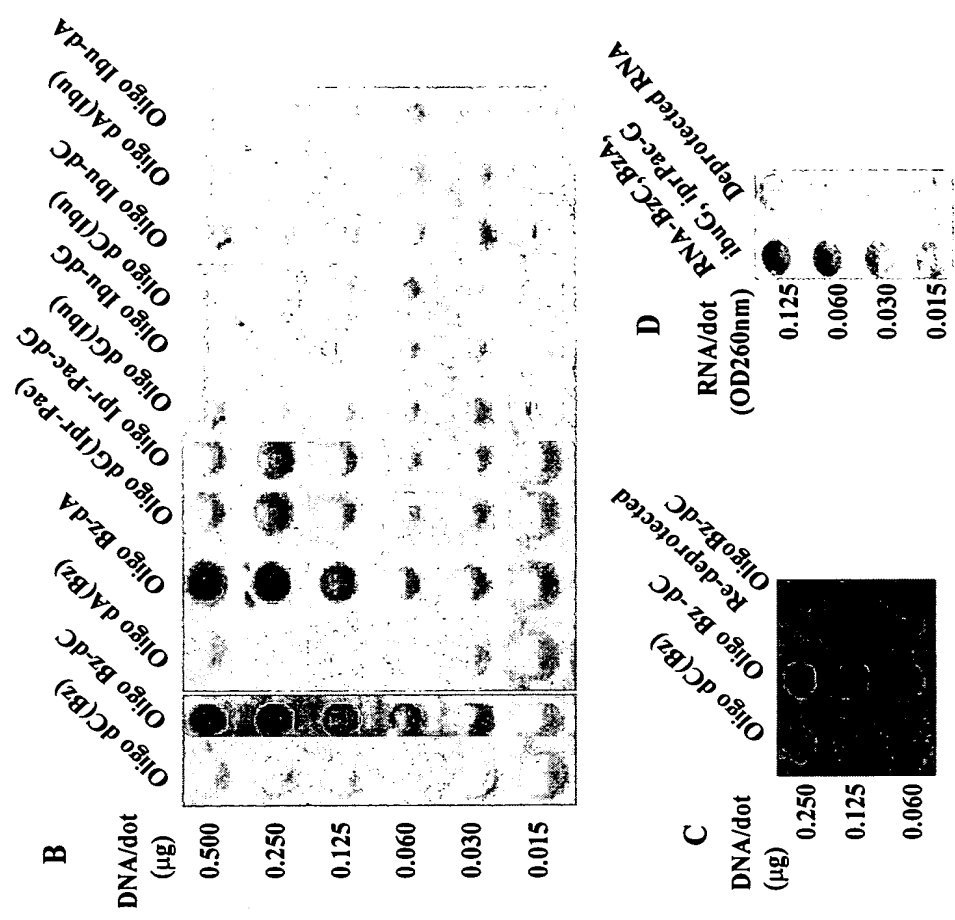 B
DNA/dot
(µg)
Oligo dC(Bz)
Oligo Bz-dC
Oligo dA(Bz)
Oligo Bz-dA
Oligo dG(Ipr-Pac)
Oligo Ipr-Pac-dG
Oligo dG(Ibu)
Oligo Ibu-dG
Oligo dC(Ibu)
Oligo Ibu-dC
Oligo dA(Ibu)
Oligo Ibu-dA
0.500
0.250
0.125
0.060
0.030
0.015
C
DNA/dot
(µg)
Oligo dC(Bz)
Oligo Bz -dC
Re-deprotected
OligoBz-dC
0.250
0.125
0.060
D
RNA/dot
(OD260nm)
RNA-BzC,BzA,
ibuG, iprPac-G
Deprotected RNA
0.125
0.060
0.030
0.015